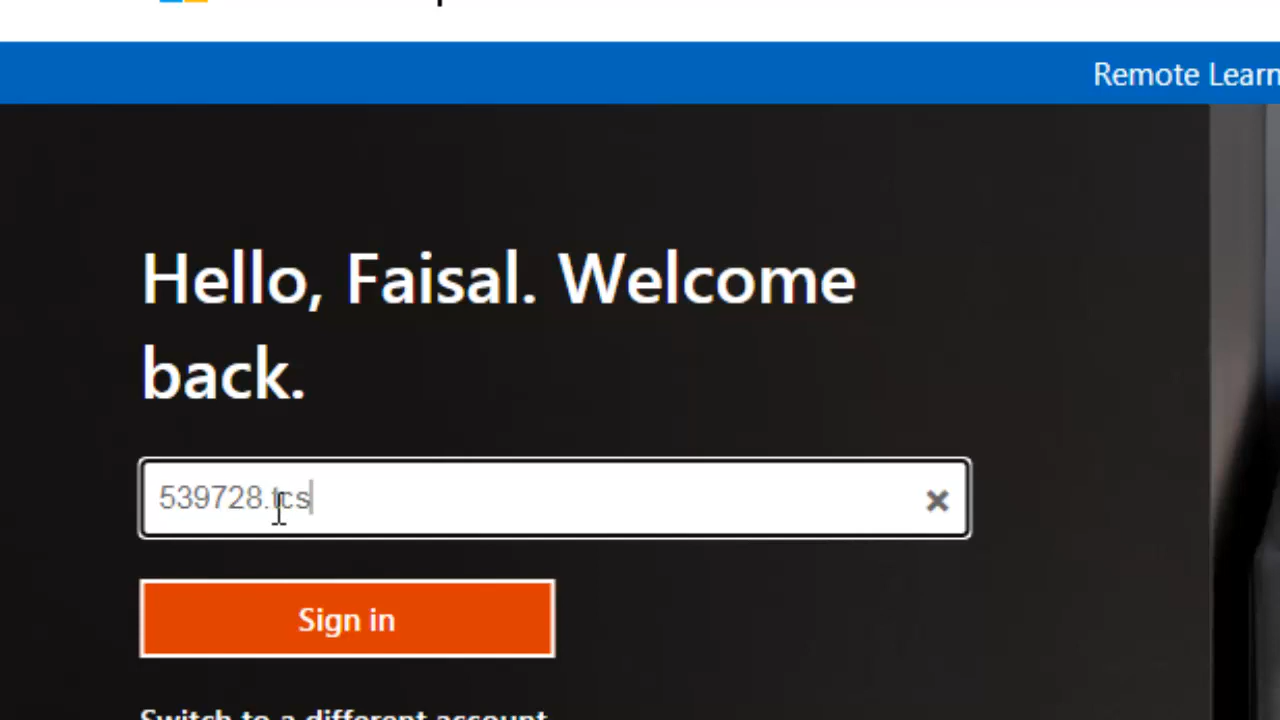 Remote Learn
Hello, Faisal. Welcome
back.
539728.tcs
Sign in
Switch to a different account